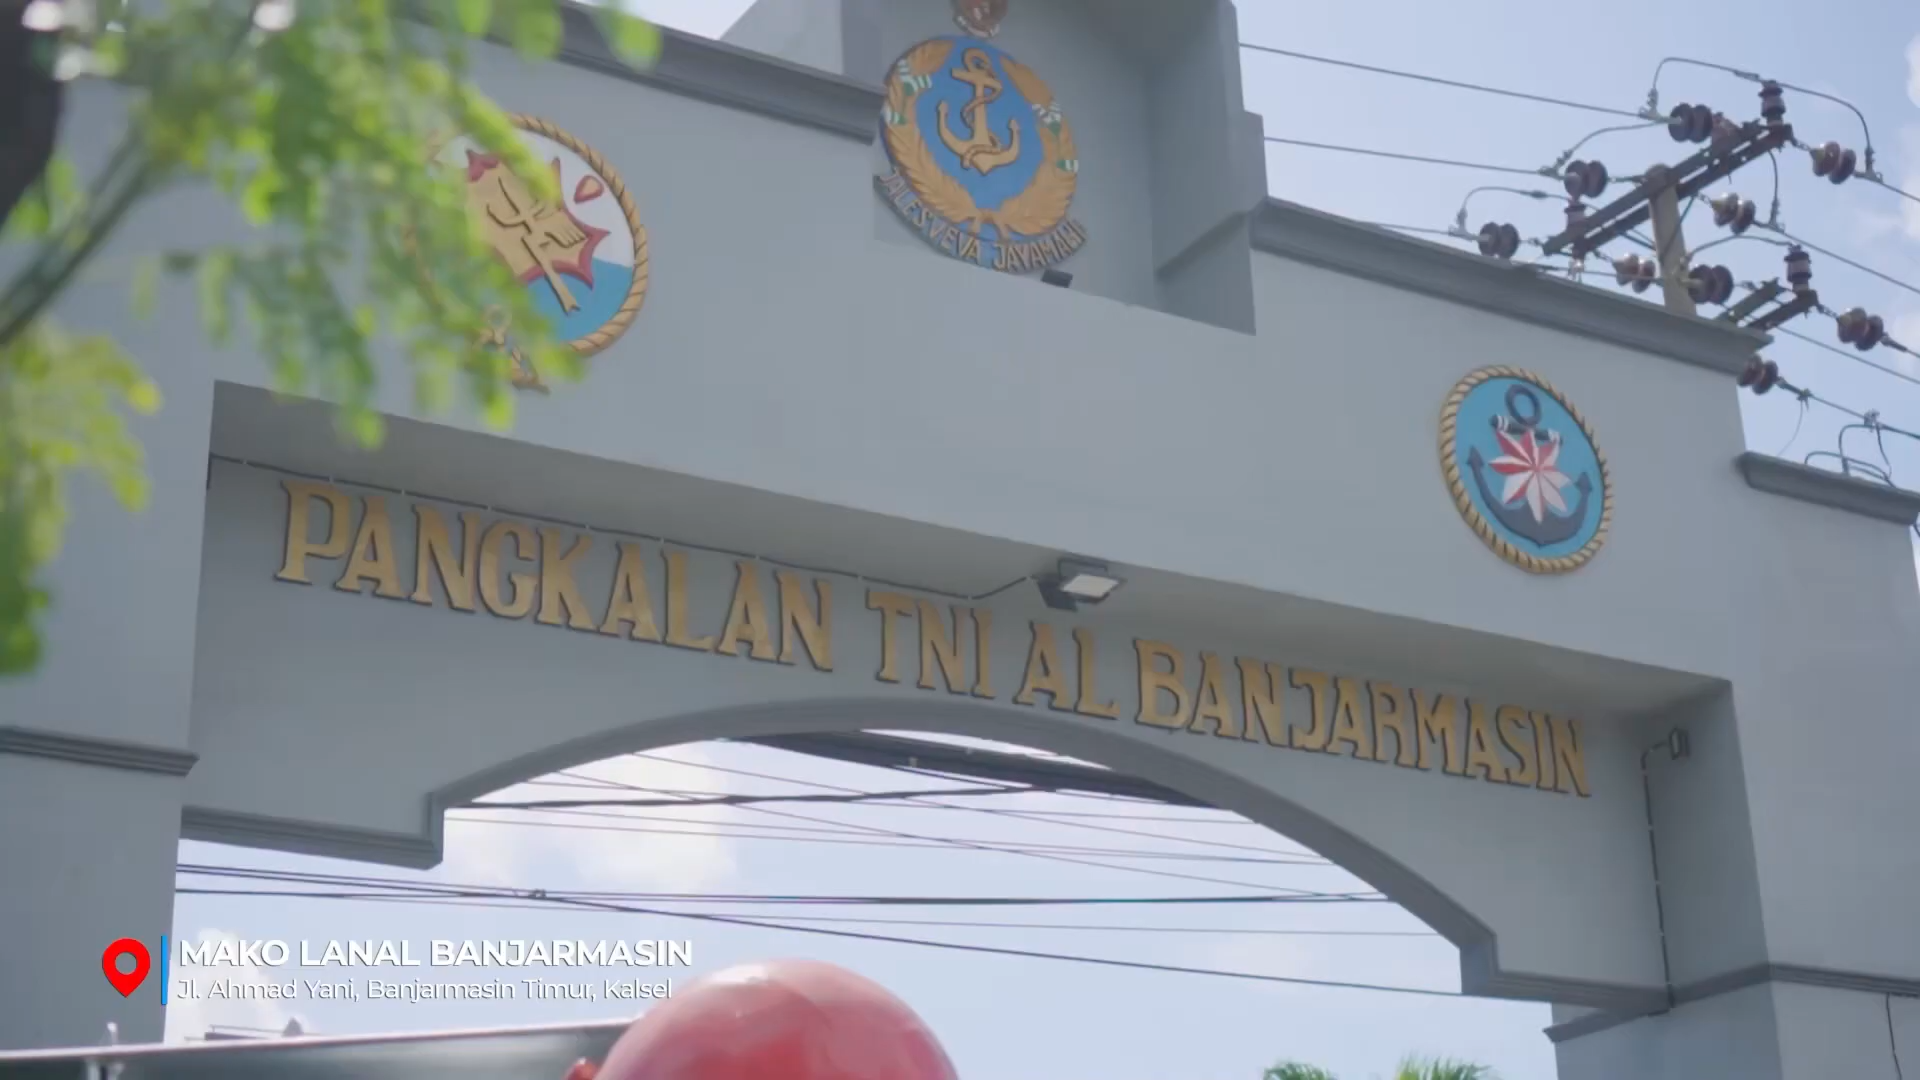 JALESVEVA JAYAMAHE
PANGKALAN TNI AL BANJARMASIN
MAKO LANAL BANJARMASIN
Jl. Ahmad Yani, Banjarmasin Timur, Kalsel